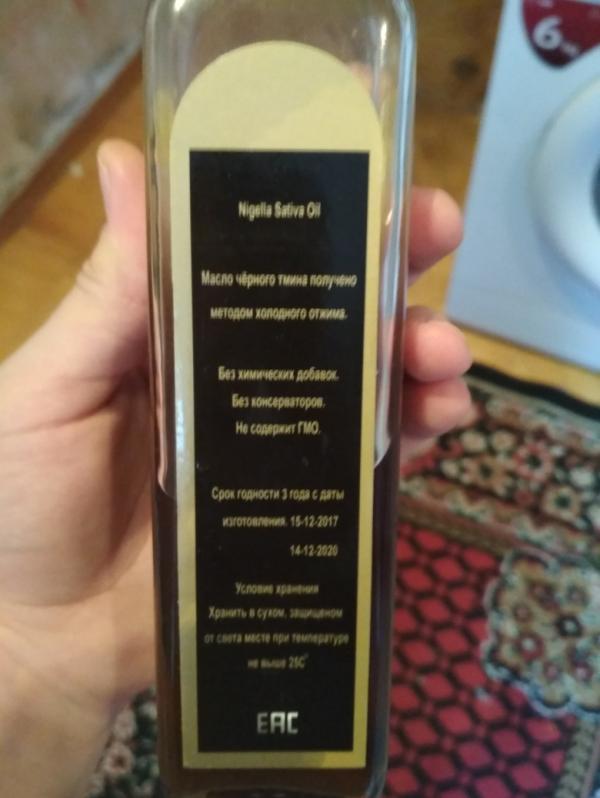 Nigella Sativa Oil
Масло чёрного тмина получено
методом холодного отжима.
Без химических добавок.
Без консерваторов.
Не содержит ГМО.
Срок годности 3 года с даты
изготовления. 15-12-2017
14-12-2020
Условие хранения
Хранить в сухом, защищеном
от света месте при температуре
не выше 25С°
EAC
6